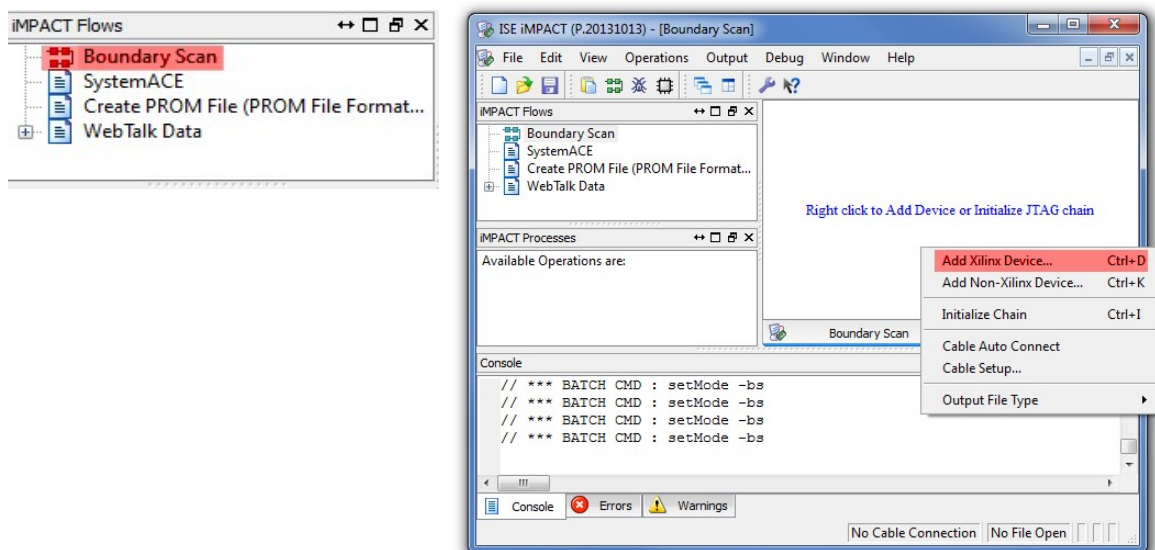 iMPACT Flows
Boundary Scan
SystemACE
Create PROM File (PROM File Format...
WebTalk Data
ISE iMPACT (P.20131013) - [Boundary Scan]
File Edit View Operations Output Debug Window Help
iMPACT Flows
Boundary Scan
SystemACE
Create PROM File (PROM File Format...
WebTalk Data
Right click to Add Device or Initialize JTAG chain
iMPACT Processes
Available Operations are:
Add Xilinx Device... Ctrl+D
Add Non-Xilinx Device... Ctrl+K
Initialize Chain Ctrl+I
Cable Auto Connect
Cable Setup...
Output File Type
Boundary Scan
Console
// *** BATCH CMD : setMode -bs
// *** BATCH CMD : setMode -bs
// *** BATCH CMD : setMode -bs
// *** BATCH CMD : setMode -bs
Console Errors Warnings
No Cable Connection No File Open